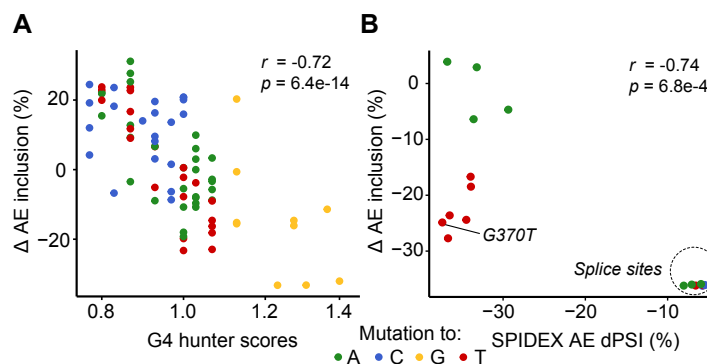 A
B
Δ AE inclusion (%)
20
0
−20
0.8
1.0
1.2
1.4
G4 hunter scores
r = -0.72
p = 6.4e-14
Δ AE inclusion (%)
0
−10
−20
−30
−30
−20
−10
SPIDEX AE dPSI (%)
r = -0.74
p = 6.8e-4
G370T
Splice sites
Mutation to:
A C G T